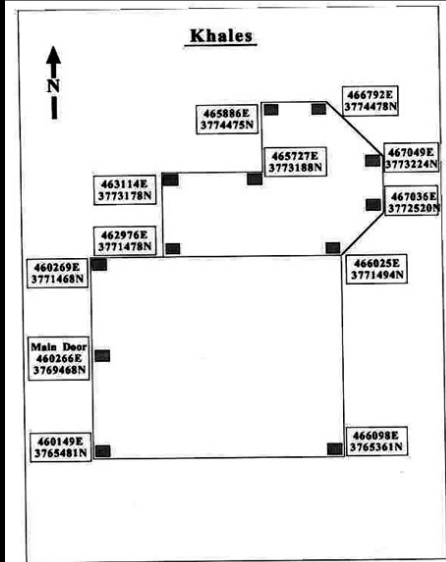 Khales
N
465886E
3774475N
466792E
3774478N
465727E
3773188N
467049E
3773224N
463114E
3773178N
467036E
3772520N
462976E
3771478N
460269E
3771468N
466025E
3771494N
Main Door
460266E
3769468N
460149E
3765481N
466098E
3765361N